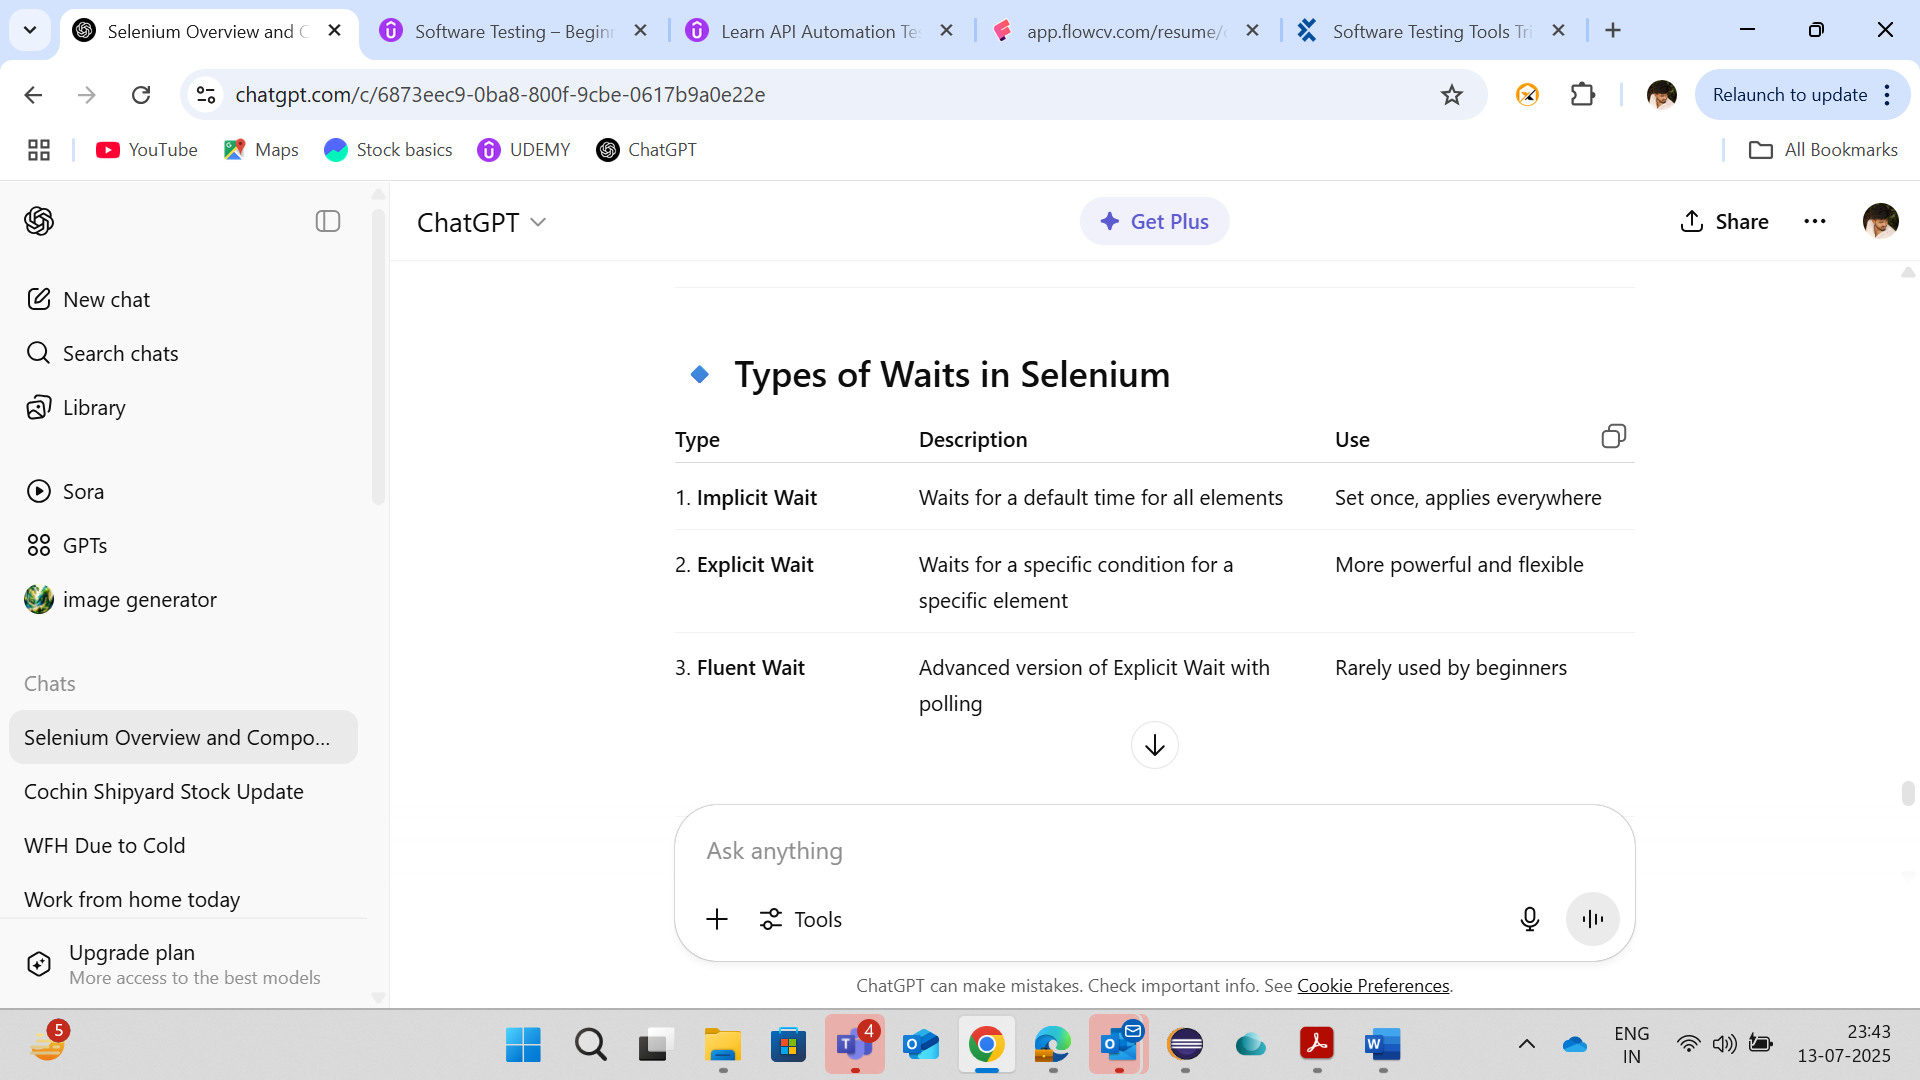 Selenium Overview and C
Software Testing – Begin
Learn API Automation Te
app.flowcv.com/resume/
Software Testing Tools Tri
chatgpt.com/c/6873eec9-0ba8-800f-9cbe-0617b9a0e22e
Relaunch to update
YouTube
Maps
Stock basics
UDEMY
ChatGPT
All Bookmarks
ChatGPT
Get Plus
Share
New chat
Search chats
Library
Sora
GPTs
image generator
Chats
Selenium Overview and Compo...
Cochin Shipyard Stock Update
WFH Due to Cold
Work from home today
Upgrade plan
More access to the best models
Types of Waits in Selenium
Type Description Use
1. Implicit Wait Waits for a default time for all elements Set once, applies everywhere
2. Explicit Wait Waits for a specific condition for a More powerful and flexible
specific element
3. Fluent Wait Advanced version of Explicit Wait with Rarely used by beginners
polling
Ask anything
Tools
ChatGPT can make mistakes. Check important info. See Cookie Preferences.
5
4
ENG
IN
23:43
13-07-2025